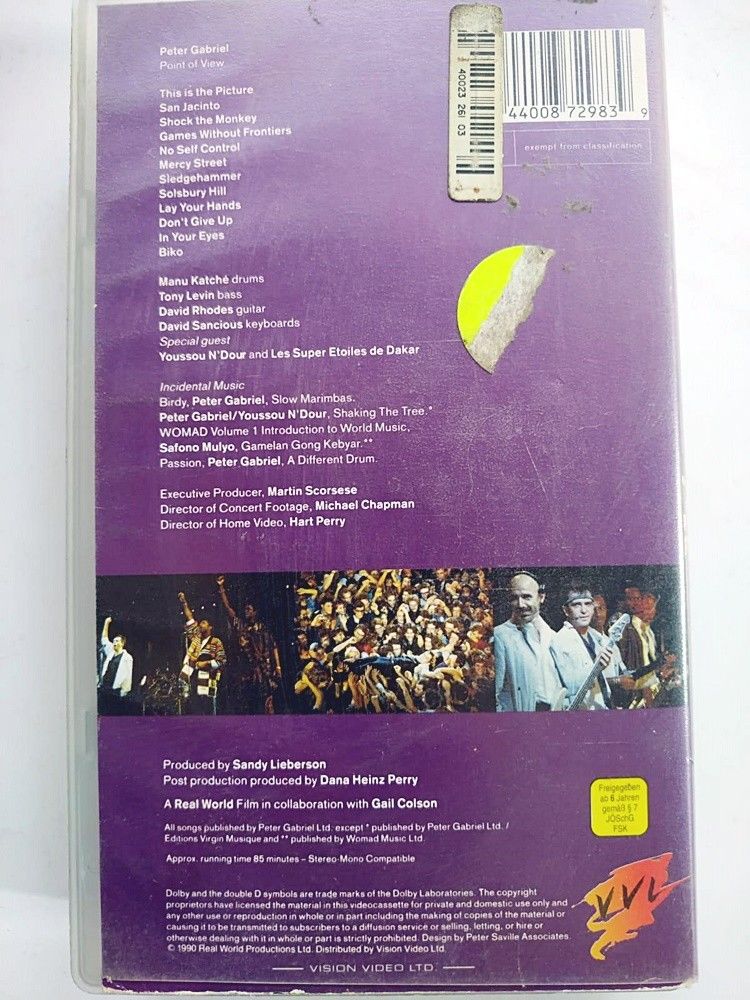 Peter Gabriel
Point of View
This is the Picture
San Jacinto
Shock the Monkey
Games Without Frontiers
No Self Control
Mercy Street
Sledgehammer
Solsbury Hill
Lay Your Hands
Don't Give Up
In Your Eyes
Biko
Manu Katché drums
Tony Levin bass
David Rhodes guitar
David Sancious keyboards
Special guest
Youssou N'Dour and Les Super Etoiles de Dakar
Incidental Music
Birdy, Peter Gabriel, Slow Marimbas.
Peter Gabriel/Youssou N'Dour, Shaking The Tree.*
WOMAD Volume 1 Introduction to World Music,
Safono Mulyo, Gamelan Gong Kebyar.**
Passion, Peter Gabriel, A Different Drum.
Executive Producer, Martin Scorsese
Director of Concert Footage, Michael Chapman
Director of Home Video, Hart Perry
40023 261 03
44008 72983 9
exempt from classification
Produced by Sandy Lieberson
Post production produced by Dana Heinz Perry
A Real World Film in collaboration with Gail Colson
All songs published by Peter Gabriel Ltd. except * published by Peter Gabriel Ltd. /
Editions Virgin Musique and ** published by Womad Music Ltd.
Approx. running time 85 minutes – Stereo-Mono Compatible
Freigegeben
ab 6 Jahren
gemäß § 7
JÖSchG
FSK
VVL
Dolby and the double D symbols are trade marks of the Dolby Laboratories. The copyright
proprietors have licensed the material in this videocassette for private and domestic use only and
any other use or reproduction in whole or in part including the making of copies of the material or
causing it to be transmitted to subscribers to a diffusion service or selling, letting, or hire or
otherwise dealing with it in whole or part is strictly prohibited. Design by Peter Saville Associates.
© 1990 Real World Productions Ltd. Distributed by Vision Video Ltd.
VISION VIDEO LTD.